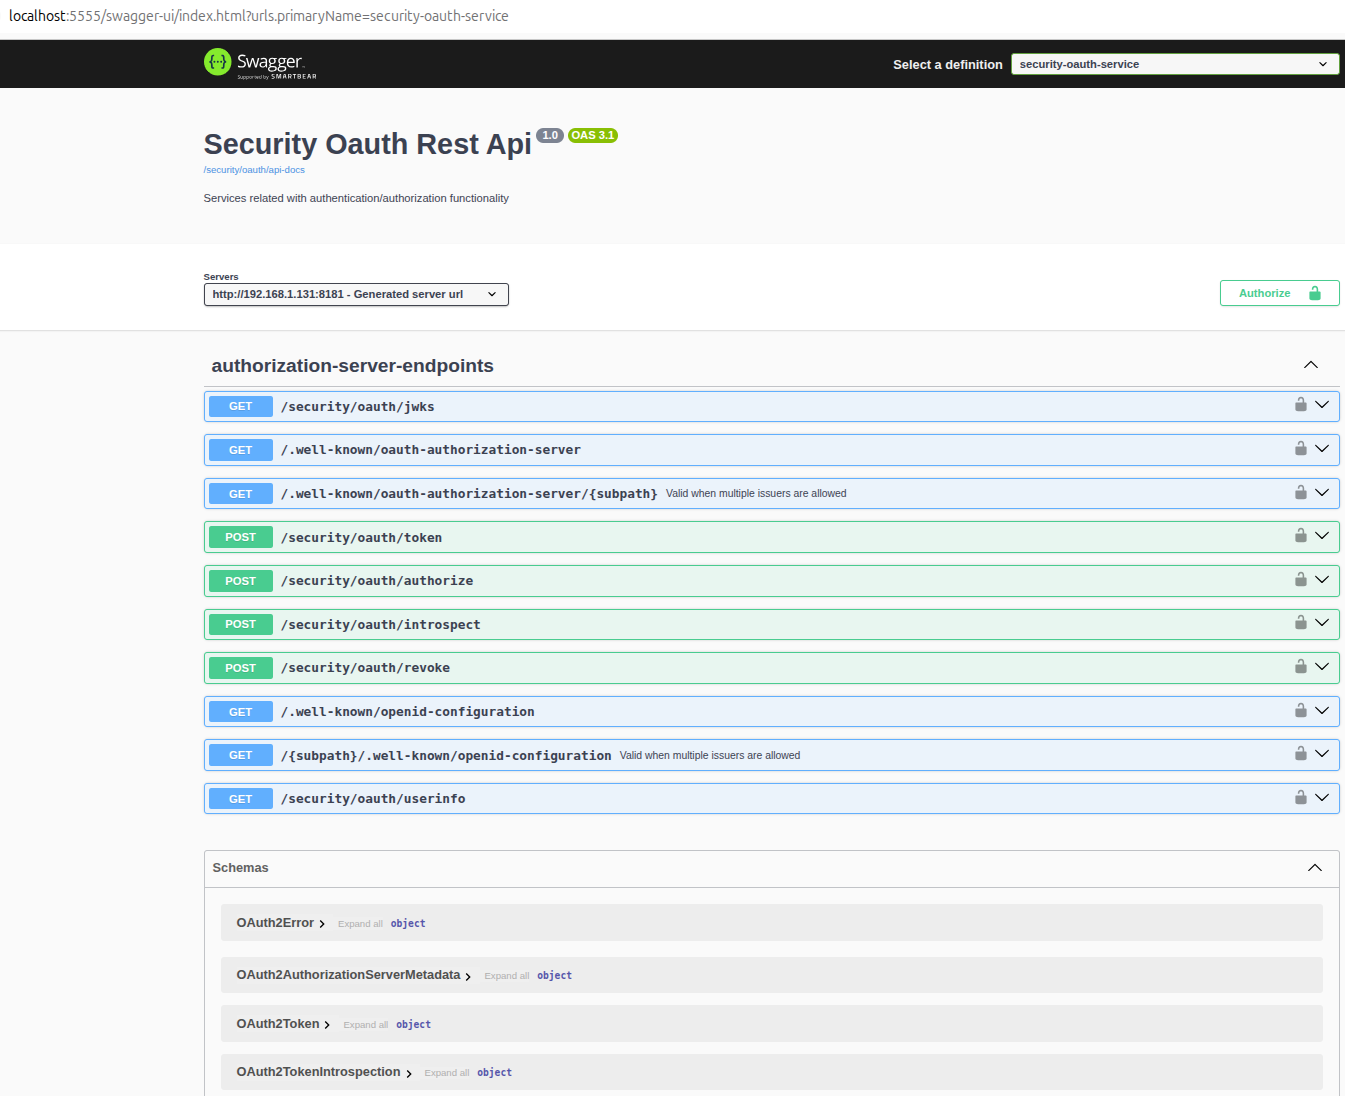 localhost:5555/swagger-ui/index.html?urls.primaryName=security-oauth-service
Swagger
Supported by SMARTBEAR
Select a definition
security-oauth-service
Security Oauth Rest Api 1.0 OAS 3.1
/security/oauth/api-docs
Services related with authentication/authorization functionality
Servers
http://192.168.1.131:8181 - Generated server url
Authorize
authorization-server-endpoints
GET /security/oauth/jwks
GET /.well-known/oauth-authorization-server
GET /.well-known/oauth-authorization-server/{subpath} Valid when multiple issuers are allowed
POST /security/oauth/token
POST /security/oauth/authorize
POST /security/oauth/introspect
POST /security/oauth/revoke
GET /.well-known/openid-configuration
GET /{subpath}/.well-known/openid-configuration Valid when multiple issuers are allowed
GET /security/oauth/userinfo
Schemas
OAuth2Error Expand all object
OAuth2AuthorizationServerMetadata Expand all object
OAuth2Token Expand all object
OAuth2TokenIntrospection Expand all object